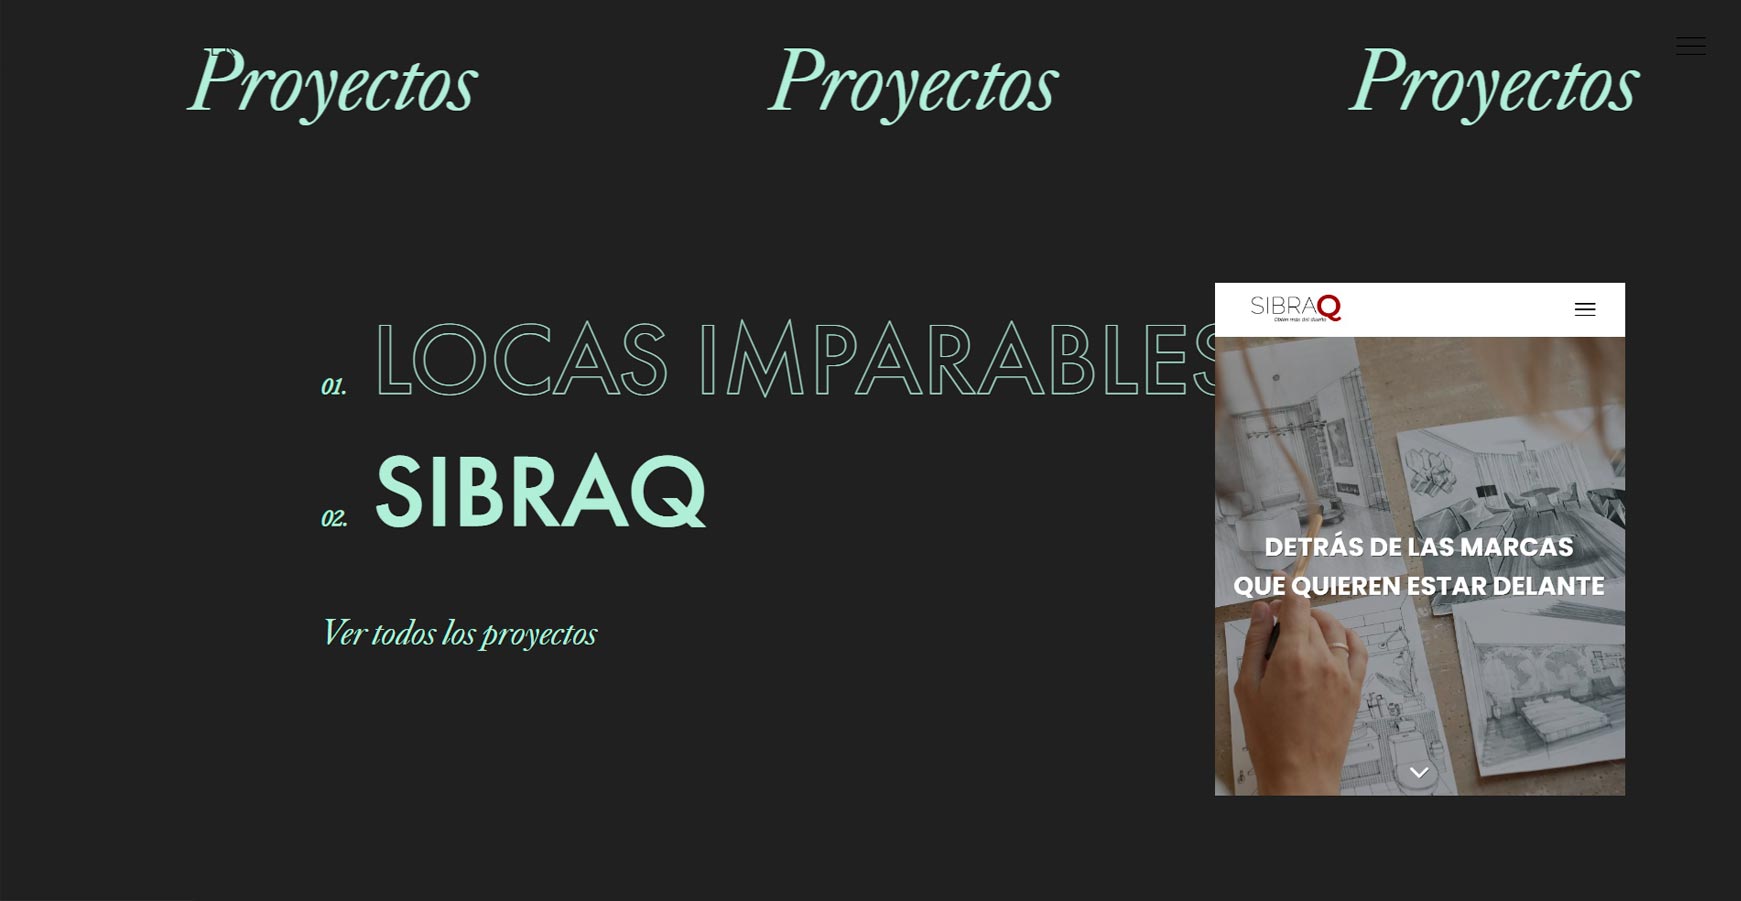 Proyectos Proyectos Proyectos
01. LOCAS IMPARABLES
02. SIBRAQ
Ver todos los proyectos
SIBRAQ
DETRÁS DE LAS MARCAS
QUE QUIEREN ESTAR DELANTE